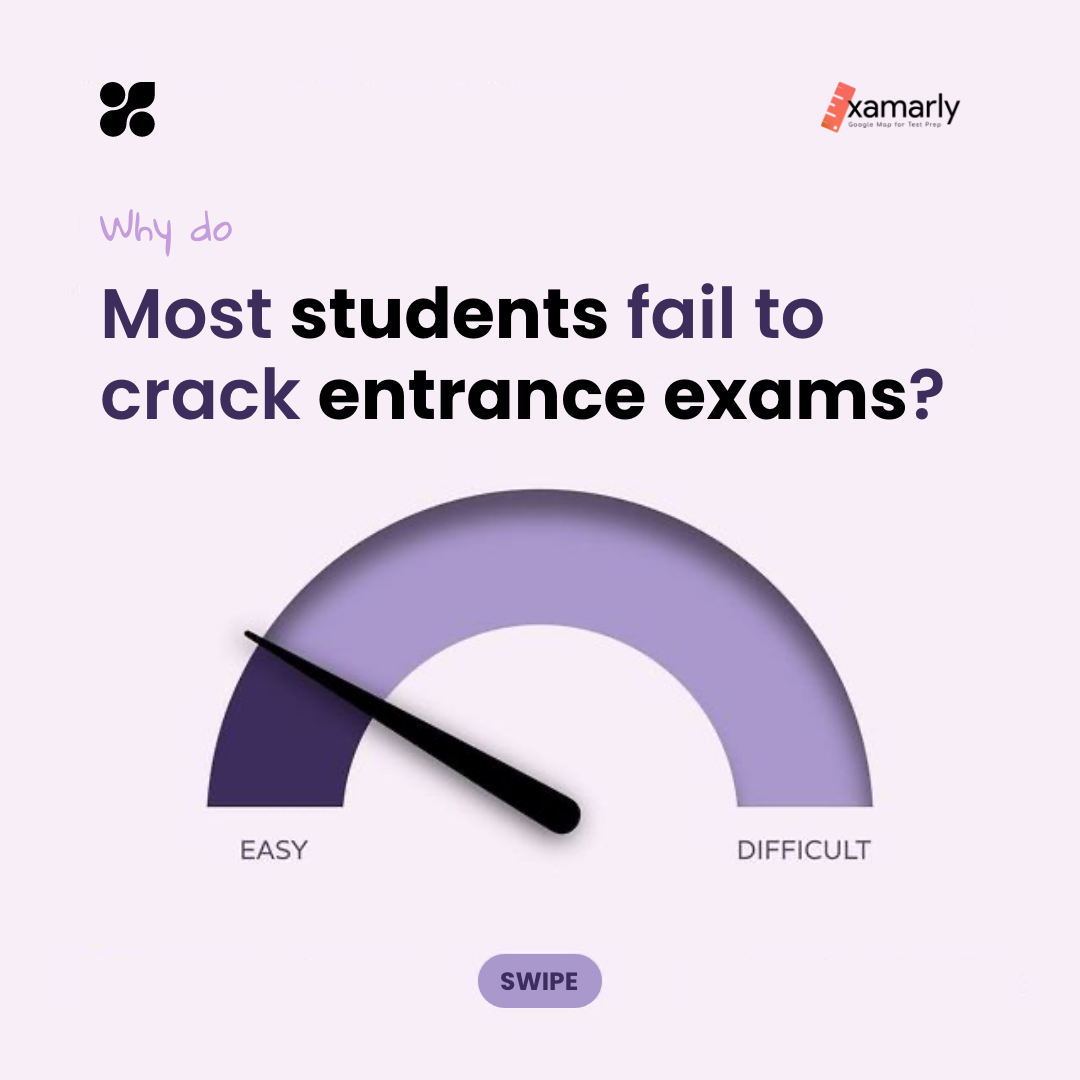 xamarly
Google Map for Test Prep
Why do
Most students fail to
crack entrance exams?
EASY
DIFFICULT
SWIPE